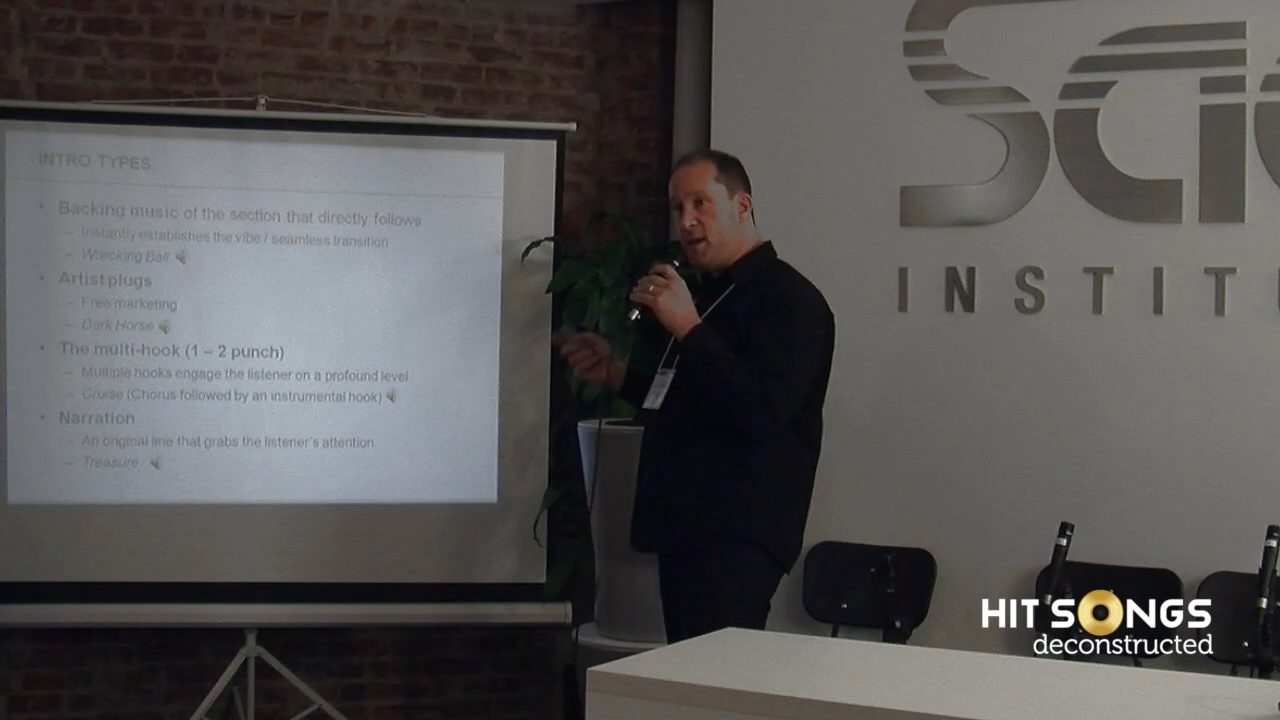 INTRO TYPES
• Backing music of the section that directly follows
– Instantly establishes the vibe / seamless transition
– Wrecking Ball
• Artist plugs
– Free marketing
– Dark Horse
• The multi-hook (1 – 2 punch)
– Multiple hooks engage the listener on a profound level
– Cruise (Chorus followed by an instrumental hook)
• Narration
– An original line that grabs the listener's attention
– Treasure
INSTIT
HIT SONGS
deconstructed